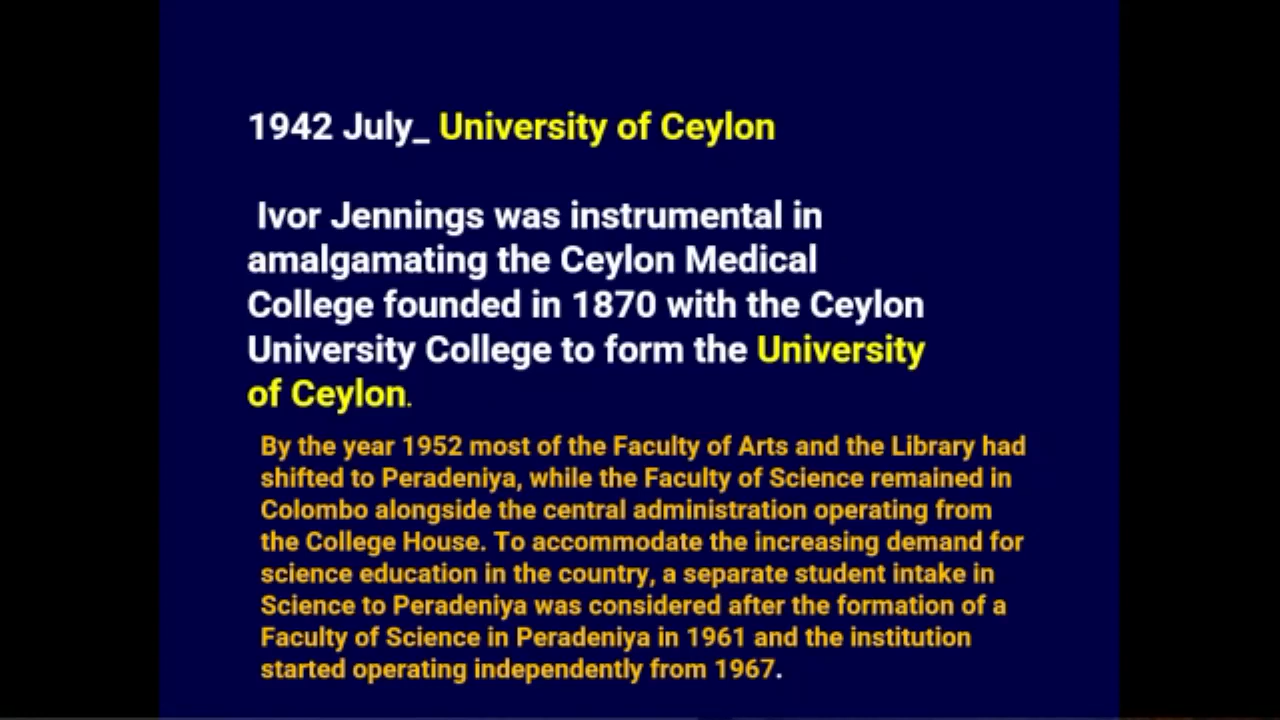 1942 July_ University of Ceylon
Ivor Jennings was instrumental in
amalgamating the Ceylon Medical
College founded in 1870 with the Ceylon
University College to form the University
of Ceylon.
By the year 1952 most of the Faculty of Arts and the Library had
shifted to Peradeniya, while the Faculty of Science remained in
Colombo alongside the central administration operating from
the College House. To accommodate the increasing demand for
science education in the country, a separate student intake in
Science to Peradeniya was considered after the formation of a
Faculty of Science in Peradeniya in 1961 and the institution
started operating independently from 1967.